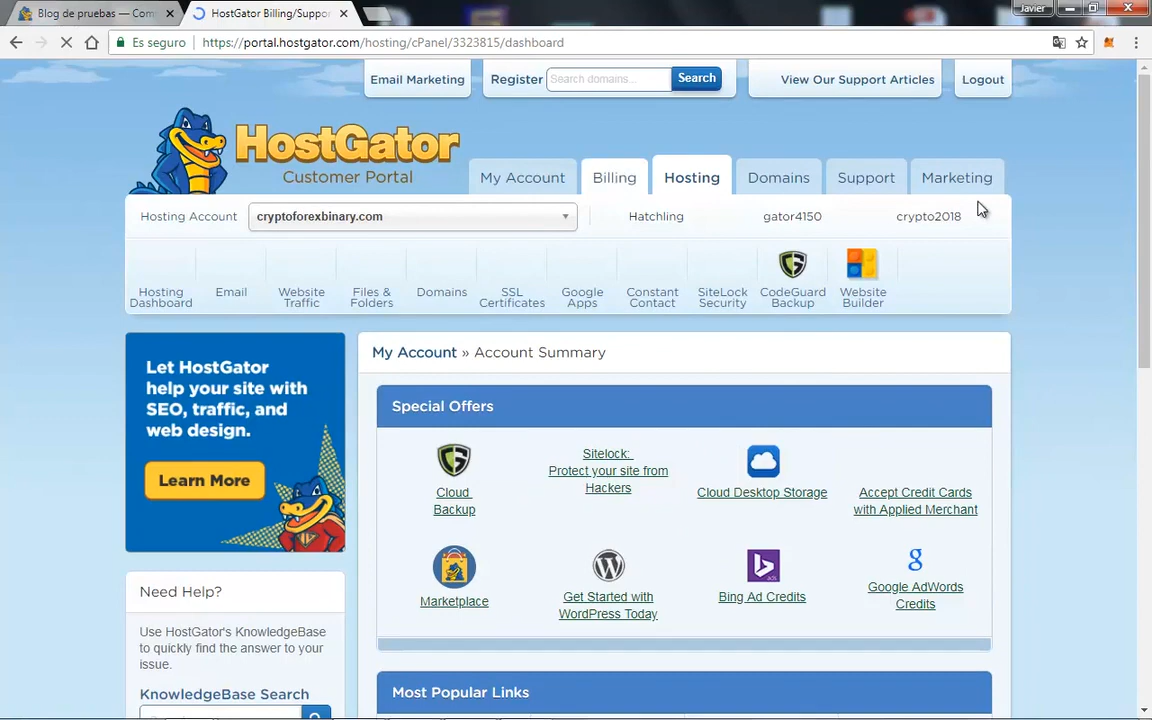 Blog de pruebas — Com
HostGator Billing/Suppor
Javier
Es seguro
https://portal.hostgator.com/hosting/cPanel/3323815/dashboard
Email Marketing
Register
Search domains...
Search
View Our Support Articles
Logout
HostGator
Customer Portal
My Account
Billing
Hosting
Domains
Support
Marketing
Hosting Account
cryptoforexbinary.com
Hatchling
gator4150
crypto2018
Hosting
Dashboard
Email
Website
Traffic
Files &
Folders
Domains
SSL
Certificates
Google
Apps
Constant
Contact
SiteLock
Security
CodeGuard
Backup
Website
Builder
Let HostGator
help your site with
SEO, traffic, and
web design.
Learn More
My Account » Account Summary
Special Offers
Cloud
Backup
Sitelock:
Protect your site from
Hackers
Cloud Desktop Storage
Accept Credit Cards
with Applied Merchant
Marketplace
Get Started with
WordPress Today
Bing Ad Credits
Google AdWords
Credits
Need Help?
Use HostGator's KnowledgeBase
to quickly find the answer to your
issue.
KnowledgeBase Search
Most Popular Links